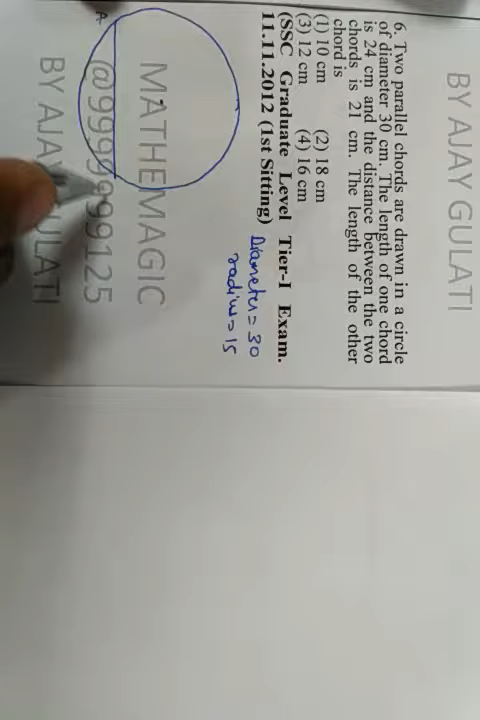 BY AJAY GULATI
6. Two parallel chords are drawn in a circle
of diameter 30 cm. The length of one chord
is 24 cm and the distance between the two
chords is 21 cm. The length of the other
chord is
(1) 10 cm (2) 18 cm
(3) 12 cm (4) 16 cm
(SSC Graduate Level Tier-I Exam.
11.11.2012 (1st Sitting)
Diameter = 30
radius = 15
MATHEMAGIC
@9999999125
A
BY AJAY GULATI